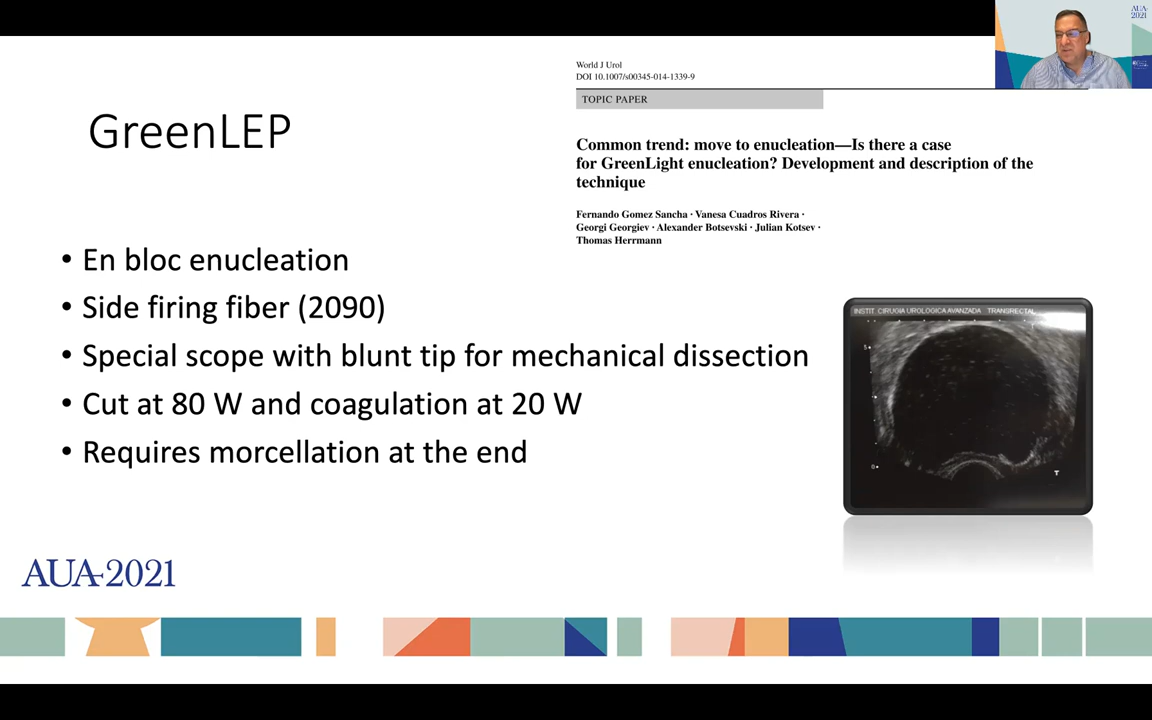 GreenLEP
World J Urol
DOI 10.1007/s00345-014-1339-9
TOPIC PAPER
Common trend: move to enucleation—Is there a case
for GreenLight enucleation? Development and description of the
technique
Fernando Gomez Sancha · Vanesa Cuadros Rivera ·
Georgi Georgiev · Alexander Botsevski · Julian Kotsev ·
Thomas Herrmann
• En bloc enucleation
• Side firing fiber (2090)
• Special scope with blunt tip for mechanical dissection
• Cut at 80 W and coagulation at 20 W
• Requires morcellation at the end
INSTIT CIRUGIA UROLOGICA AVANZADA TRANSRECTAL
5
0
T
AUA 2021
AUA
2021